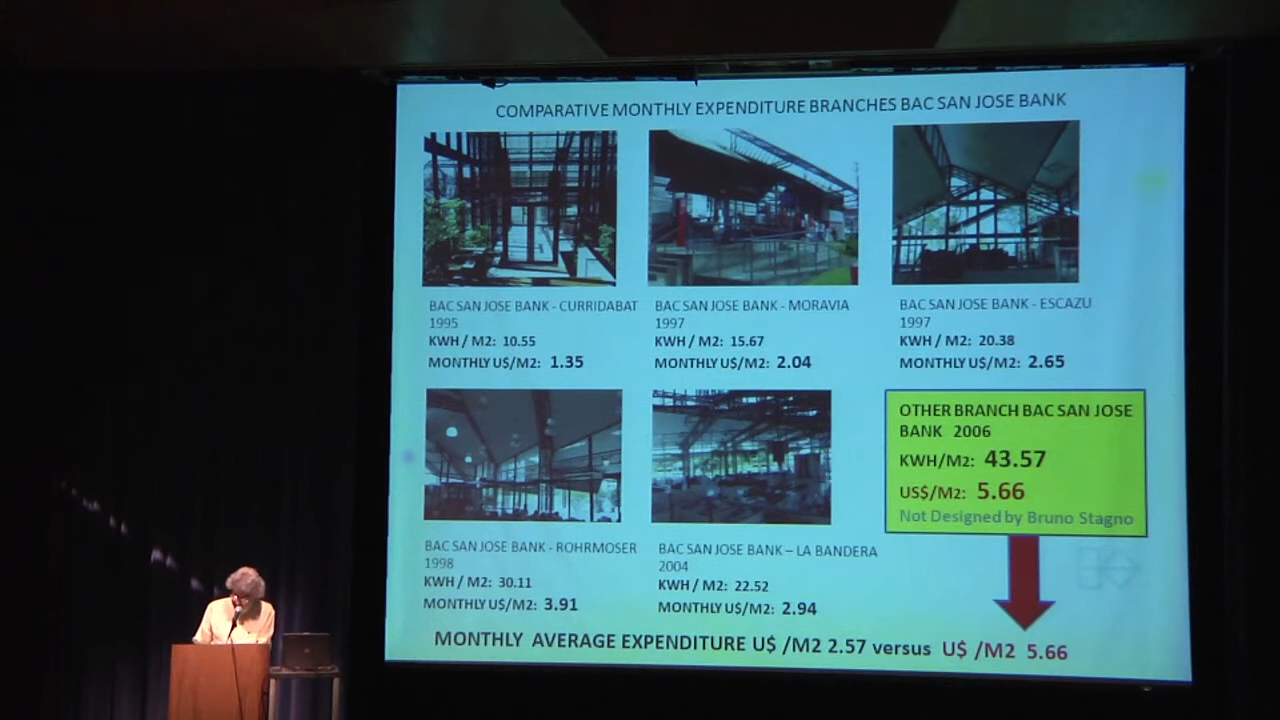 COMPARATIVE MONTHLY EXPENDITURE BRANCHES BAC SAN JOSE BANK
BAC SAN JOSE BANK - CURRIDABAT
1995
KWH / M2: 10.55
MONTHLY U$/M2: 1.35
BAC SAN JOSE BANK - MORAVIA
1997
KWH / M2: 15.67
MONTHLY U$/M2: 2.04
BAC SAN JOSE BANK - ESCAZU
1997
KWH / M2: 20.38
MONTHLY U$/M2: 2.65
BAC SAN JOSE BANK - ROHRMOSER
1998
KWH / M2: 30.11
MONTHLY U$/M2: 3.91
BAC SAN JOSE BANK – LA BANDERA
2004
KWH / M2: 22.52
MONTHLY U$/M2: 2.94
OTHER BRANCH BAC SAN JOSE
BANK 2006
KWH/M2: 43.57
US$/M2: 5.66
Not Designed by Bruno Stagno
MONTHLY AVERAGE EXPENDITURE U$ /M2 2.57 versus U$ /M2 5.66